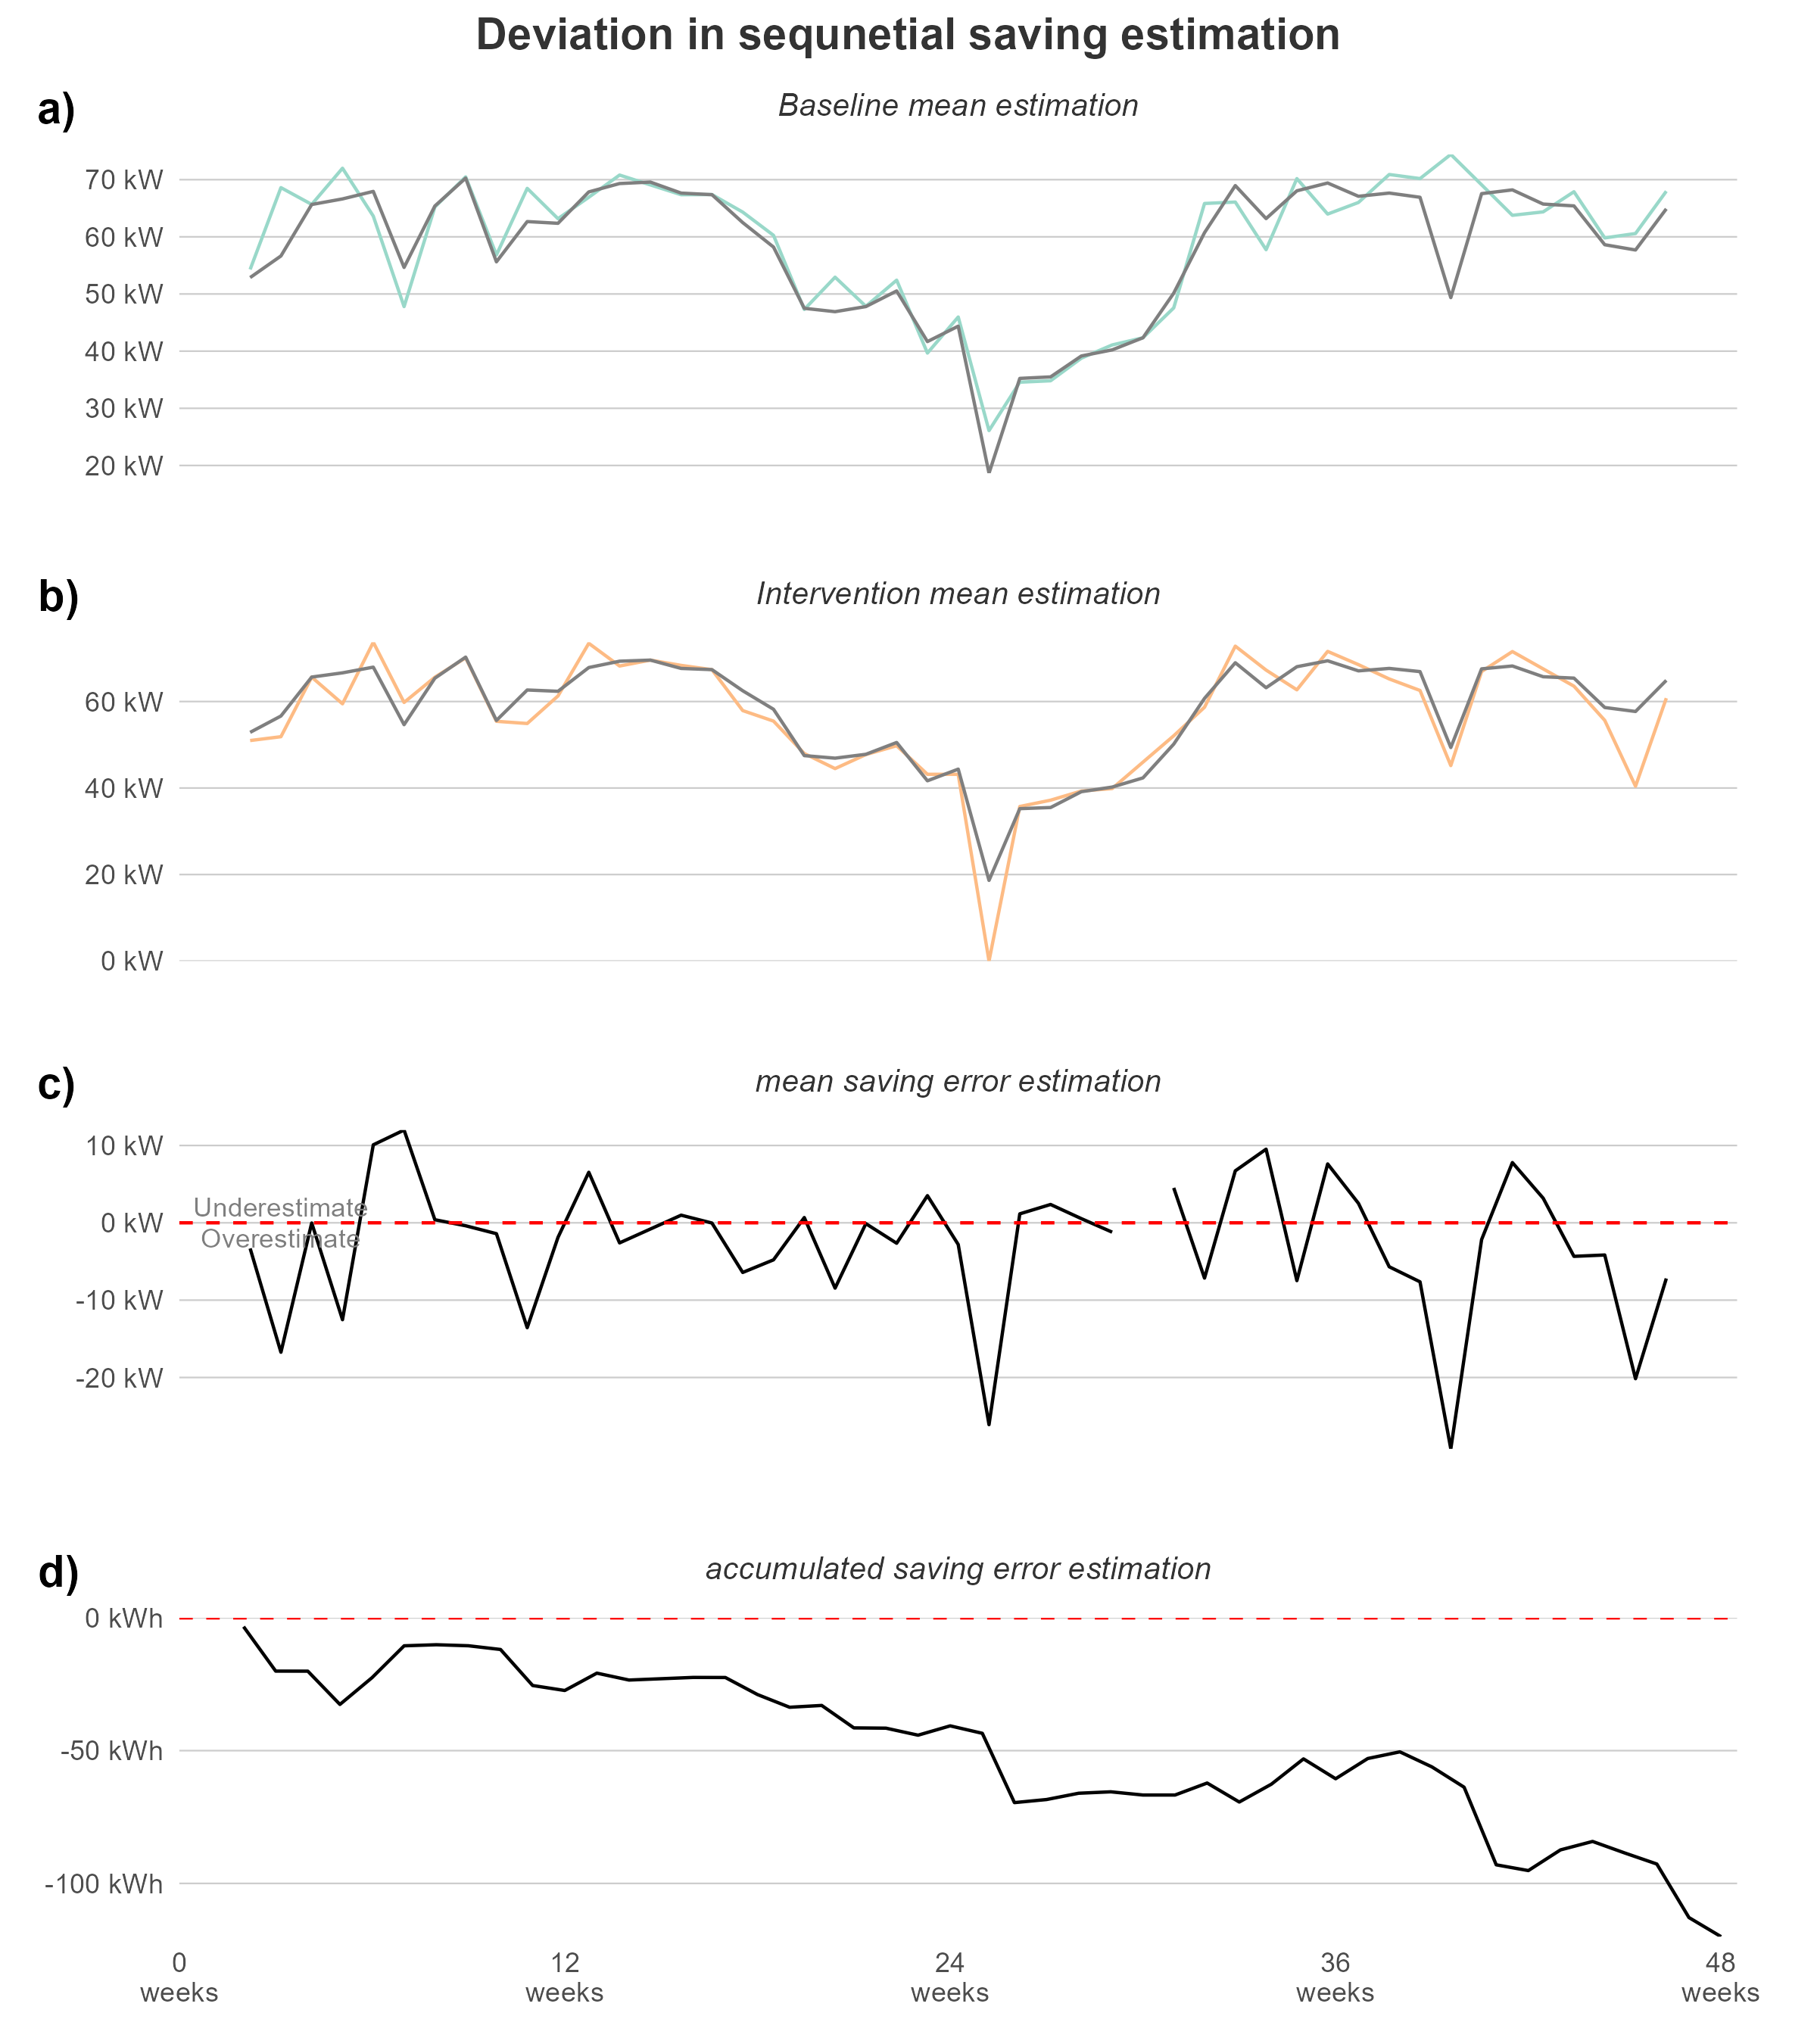 Deviation in sequnetial saving estimation
a)
Baseline mean estimation
70 kW
60 kW
50 kW
40 kW
30 kW
20 kW
b)
Intervention mean estimation
60 kW
40 kW
20 kW
0 kW
c)
mean saving error estimation
10 kW
Underestimate
0 kW
Overestimate
-10 kW
-20 kW
d)
accumulated saving error estimation
0 kWh
-50 kWh
-100 kWh
0 12 24 36 48
weeks weeks weeks weeks weeks